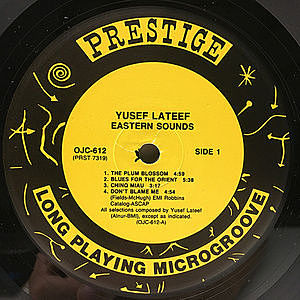 PRESTIGE
YUSEF LATEEF
EASTERN SOUNDS
OJC-612
(PRST 7319)
SIDE 1
1. THE PLUM BLOSSOM 4:59
2. BLUES FOR THE ORIENT 5:38
3. CHINQ MIAU 3:17
4. DON'T BLAME ME 4:54
(Fields-McHugh) EMI Robbins
Catalog-ASCAP
All selections composed by Yusef Lateef
(Alnur-BMI), except as indicated.
(OJC-612-A)
LONG PLAYING MICROGROOVE